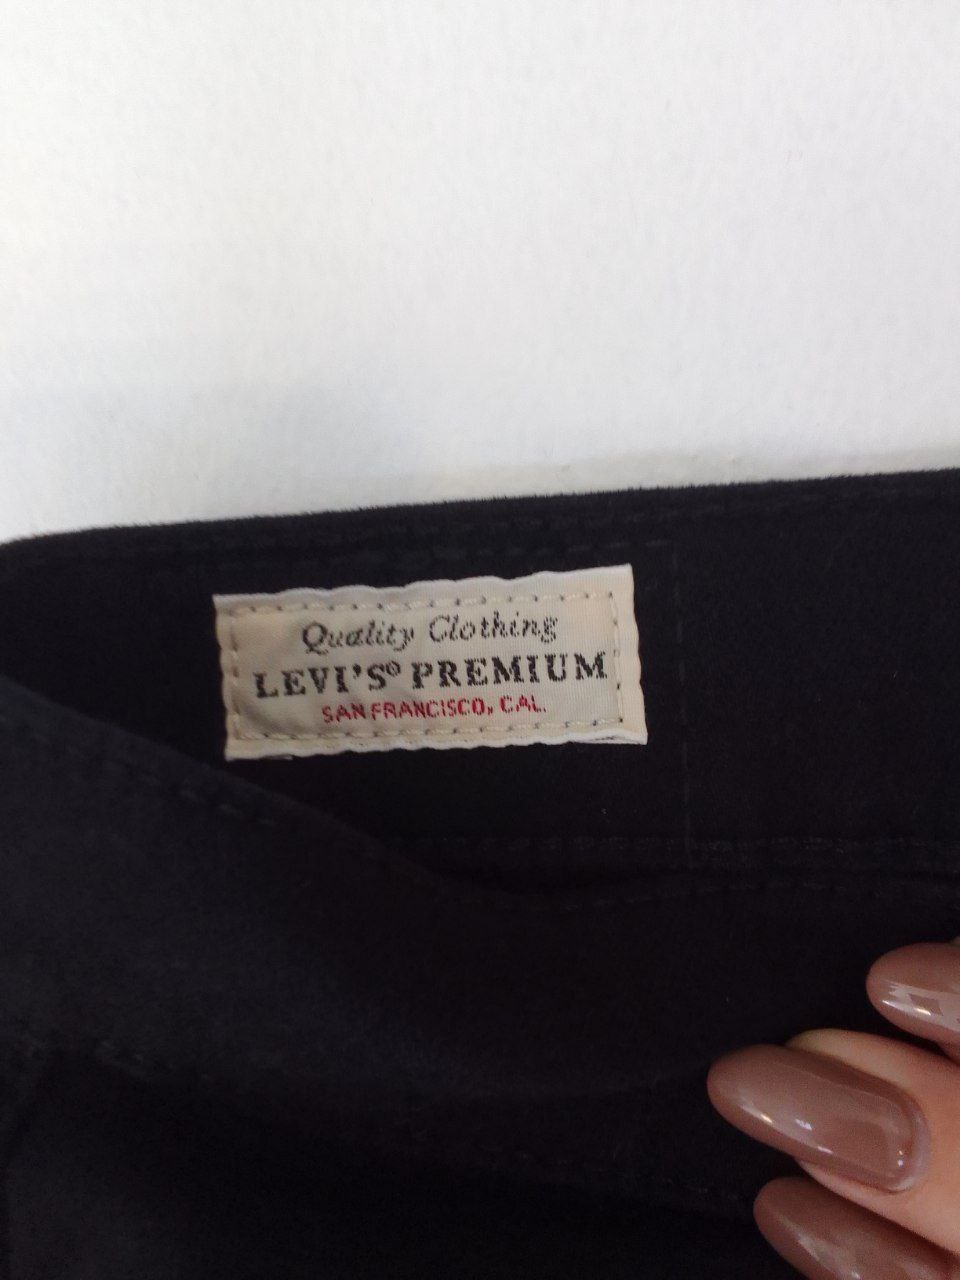 Quality Clothing
LEVI'S® PREMIUM
SAN FRANCISCO, CAL.